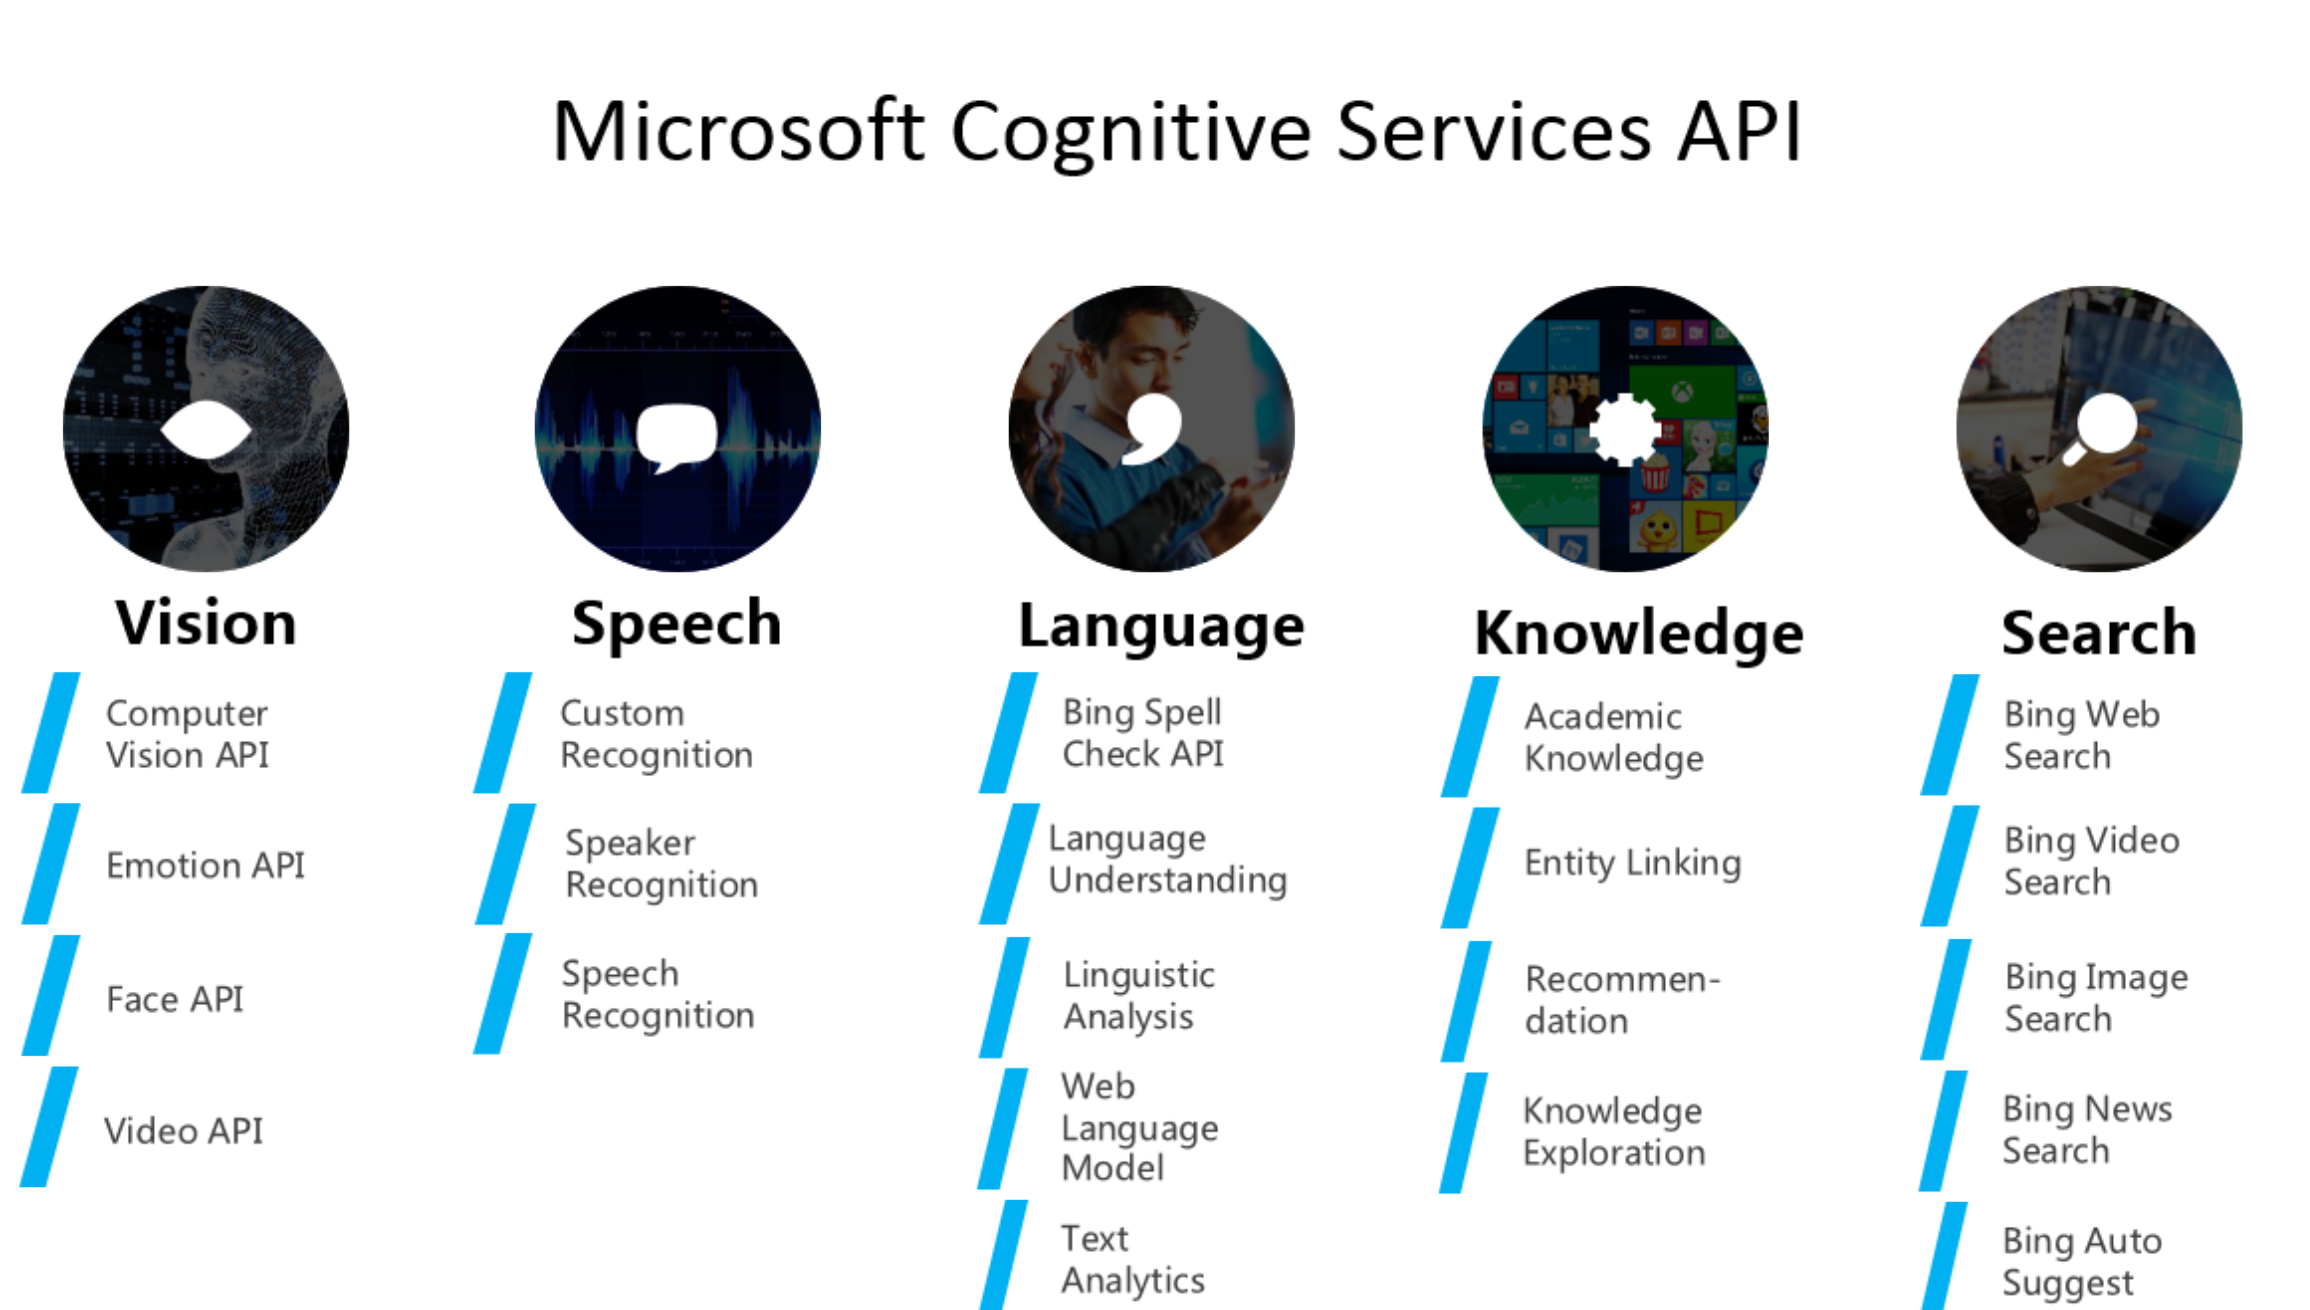 Microsoft Cognitive Services API
Vision
Computer
Vision API
Emotion API
Face API
Video API
Speech
Custom
Recognition
Speaker
Recognition
Speech
Recognition
Language
Bing Spell
Check API
Language
Understanding
Linguistic
Analysis
Web
Language
Model
Text
Analytics
Knowledge
Academic
Knowledge
Entity Linking
Recommen-
dation
Knowledge
Exploration
Search
Bing Web
Search
Bing Video
Search
Bing Image
Search
Bing News
Search
Bing Auto
Suggest